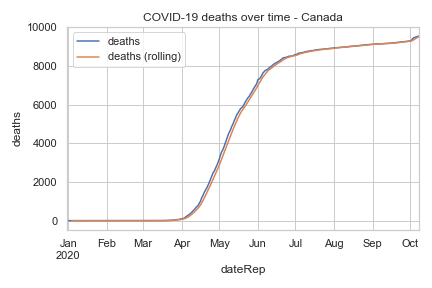 COVID-19 deaths over time - Canada
deaths
deaths (rolling)
10000
8000
6000
4000
2000
0
deaths
Jan Feb Mar Apr May Jun Jul Aug Sep Oct
2020
dateRep